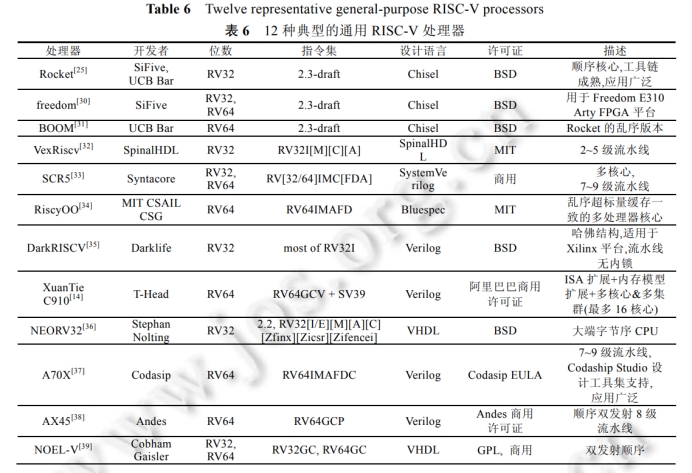 Table 6 Twelve representative general-purpose RISC-V processors
表 6 12 种典型的通用 RISC-V 处理器
处理器 开发者 位数 指令集 设计语言 许可证 描述
Rocket[25] SiFive, UCB Bar RV32 2.3-draft Chisel BSD 顺序核心,工具链成熟,应用广泛
freedom[30] SiFive RV32, RV64 2.3-draft Chisel BSD 用于 Freedom E310 Arty FPGA 平台
BOOM[31] UCB Bar RV64 2.3-draft Chisel BSD Rocket 的乱序版本
VexRiscv[32] SpinalHDL RV32 RV32I[M][C][A] SpinalHDL MIT 2~5 级流水线
SCR5[33] Syntacore RV32, RV64 RV[32/64]IMC[FDA] SystemVerilog 商用 多核心, 7~9 级流水线
RiscyOO[34] MIT CSAIL CSG RV64 RV64IMAFD Bluespec MIT 乱序超标量缓存一致的多处理器核心
DarkRISCV[35] Darklife RV32 most of RV32I Verilog BSD 哈佛结构,适用于 Xilinx 平台,流水线无内锁
XuanTie C910[14] T-Head RV64 RV64GCV + SV39 Verilog 阿里巴巴商用许可证 ISA 扩展+内存模型扩展+多核心&多集群(最多 16 核心)
NEORV32[36] Stephan Nolting RV32 2.2, RV32[I/E][M][A][C][Zfinx][Zicsr][Zifencei] VHDL BSD 大端字节序 CPU
A70X[37] Codasip RV64 RV64IMAFDC Verilog Codasip EULA 7~9 级流水线, Codaship Studio 设计工具集支持,应用广泛
AX45[38] Andes RV64 RV64GCP Verilog Andes 商用许可证 顺序双发射 8 级流水线
NOEL-V[39] Cobham Gaisler RV32, RV64 RV32GC, RV64GC VHDL GPL, 商用 双发射顺序
www.jos.org.cn